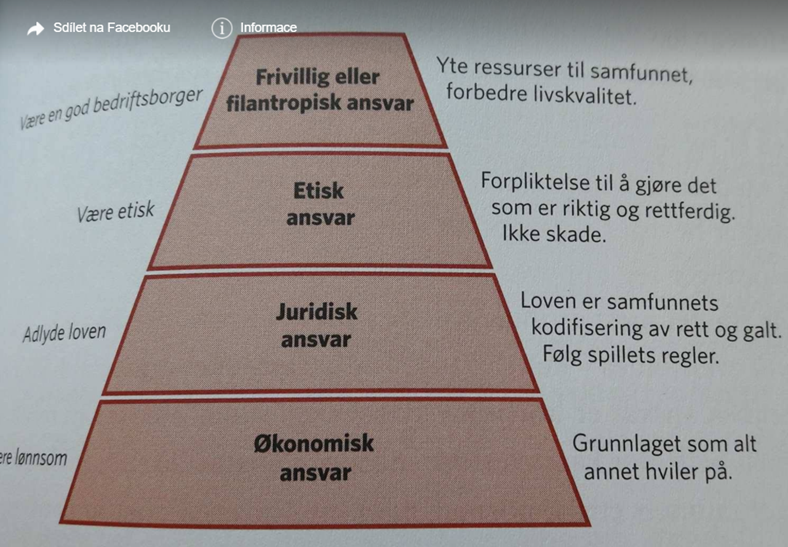 Sdílet na Facebooku
Informace
Være en god bedriftsborger
Frivillig eller
filantropisk ansvar
Yte ressurser til samfunnet,
forbedre livskvalitet.
Være etisk
Etisk
ansvar
Forpliktelse til å gjøre det
som er riktig og rettferdig.
Ikke skade.
Adlyde loven
Juridisk
ansvar
Loven er samfunnets
kodifisering av rett og galt.
Følg spillets regler.
ere lønnsom
Økonomisk
ansvar
Grunnlaget som alt
annet hviler på.